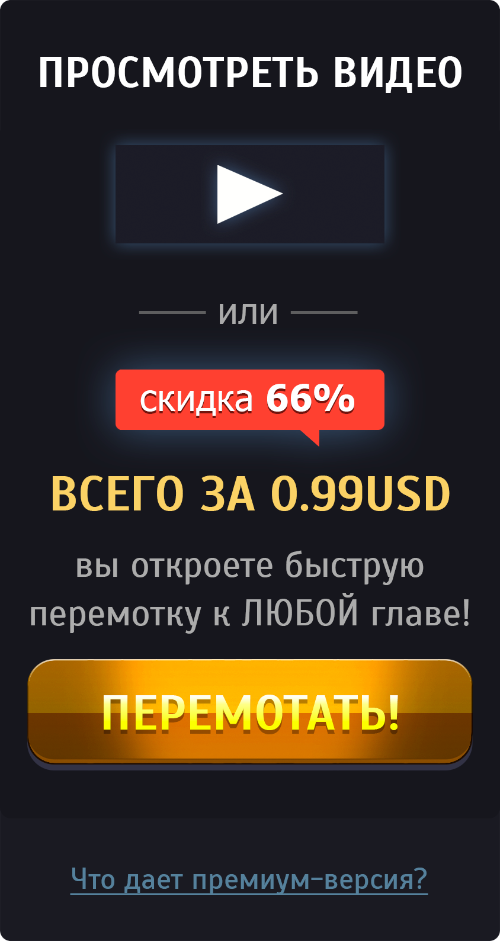 ПРОСМОТРЕТЬ ВИДЕО
или
скидка 66%
ВСЕГО ЗА 0.99USD
вы откроете быструю
перемотку к ЛЮБОЙ главе!
ПЕРЕМОТАТЬ!
Что дает премиум-версия?